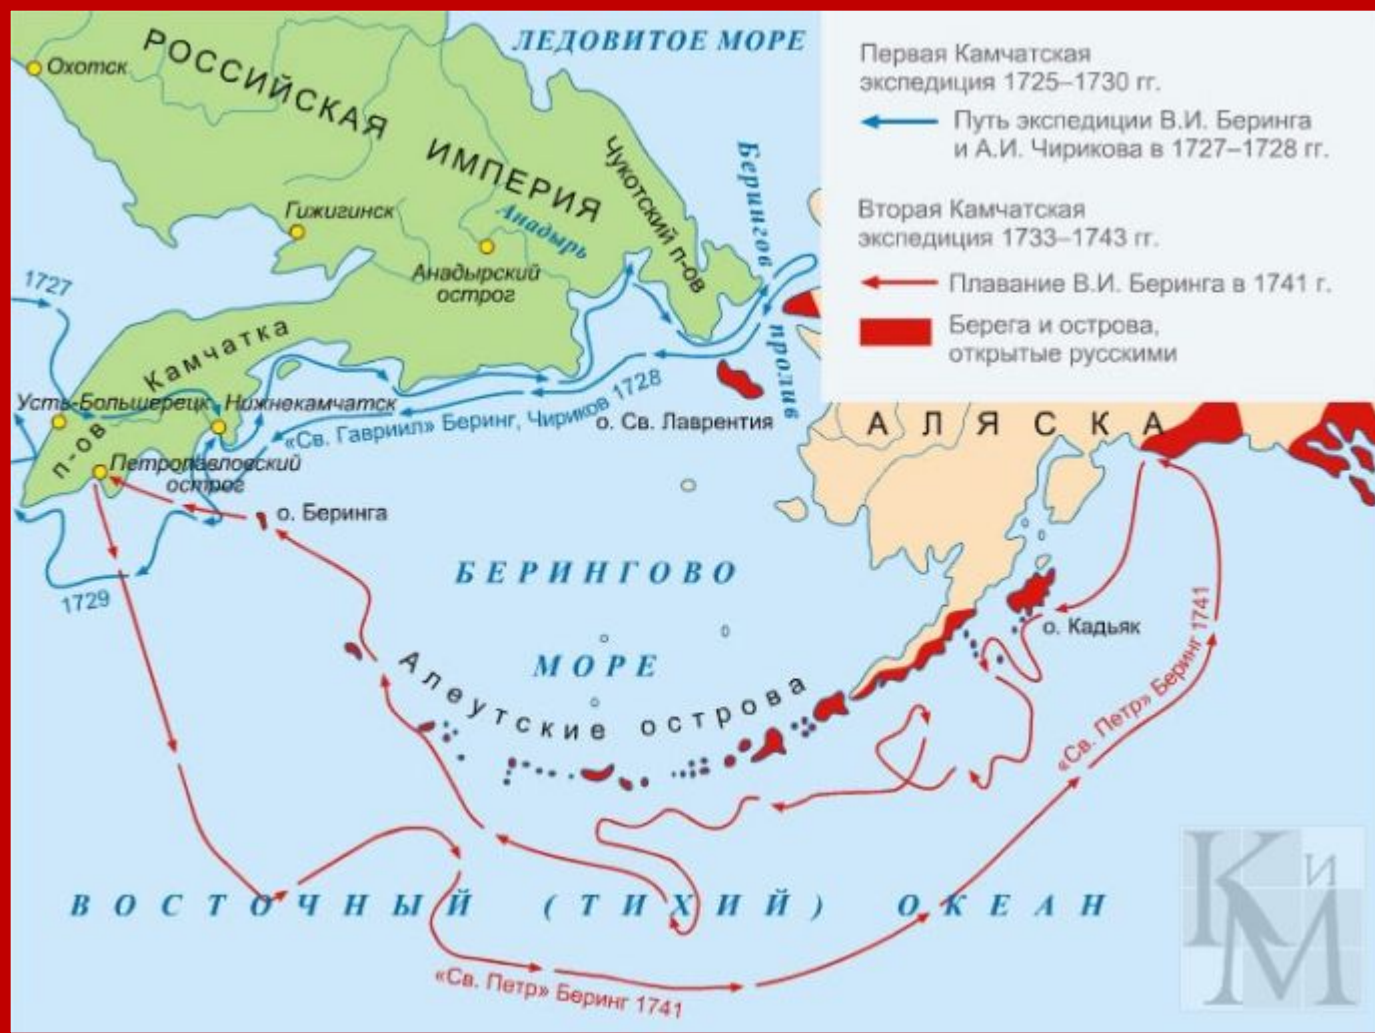 ЛЕДОВИТОЕ МОРЕ
Охотск
РОССИЙСКАЯ ИМПЕРИЯ
Чукотский п-ов
Берингов пролив
Гижигинск
Анадырь
Анадырский
острог
1727
п-ов Камчатка
Усть-Большерецк
Нижнекамчатск
«Св. Гавриил» Беринг, Чириков 1728
о. Св. Лаврентия
Петропавловский
острог
о. Беринга
1729
АЛЯСКА
БЕРИНГОВО
МОРЕ
о. Кадьяк
Алеутские острова
«Св. Петр» Беринг 1741
ВОСТОЧНЫЙ (ТИХИЙ) ОКЕАН
«Св. Петр» Беринг 1741
Первая Камчатская
экспедиция 1725–1730 гг.
Путь экспедиции В.И. Беринга
и А.И. Чирикова в 1727–1728 гг.
Вторая Камчатская
экспедиция 1733–1743 гг.
Плавание В.И. Беринга в 1741 г.
Берега и острова,
открытые русскими
К И
М